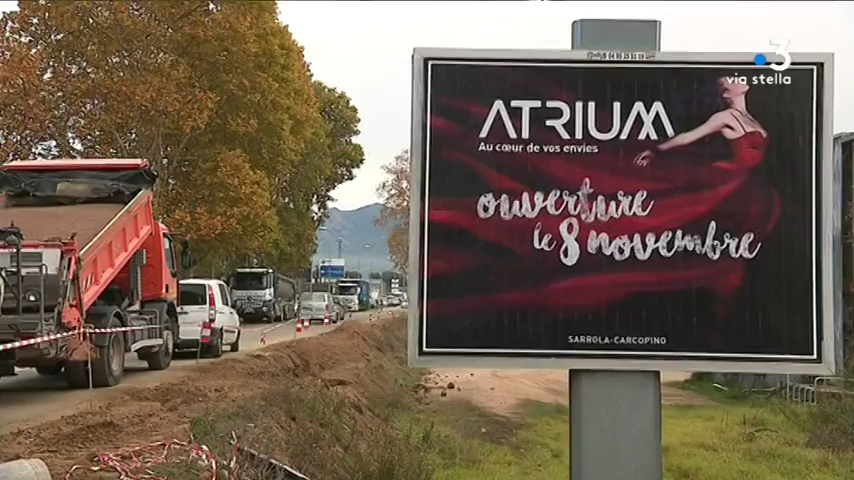 3
via stella
ATRIUM
Au cœur de vos envies
ouverture
le 8 novembre
SARROLA-CARCOPINO